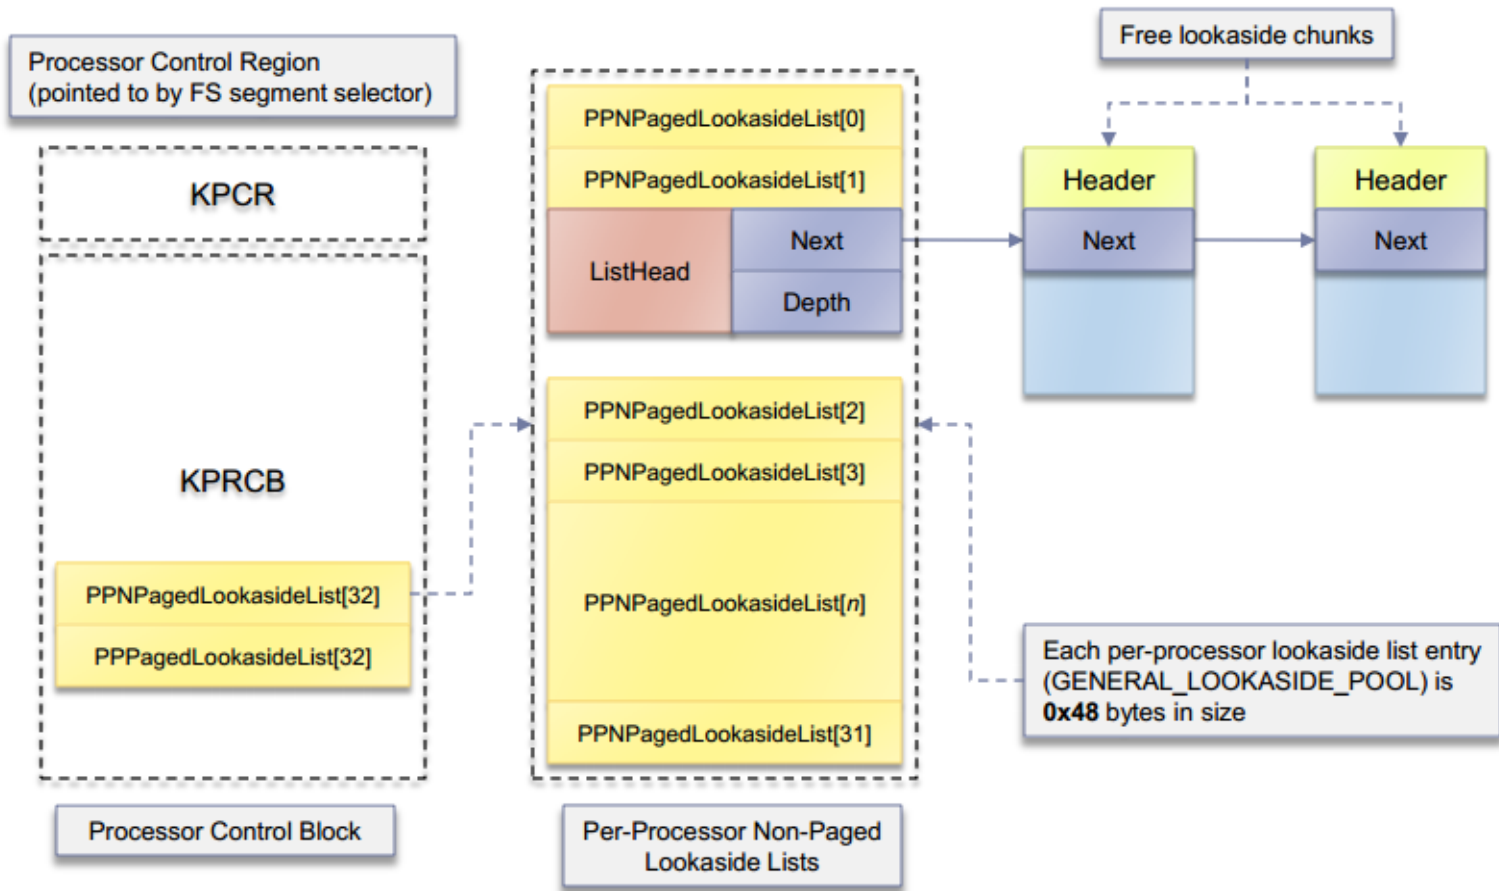 Processor Control Region
(pointed to by FS segment selector)
KPCR
KPRCB
PPNPagedLookasideList[32]
PPPagedLookasideList[32]
Processor Control Block
PPNPagedLookasideList[0]
PPNPagedLookasideList[1]
ListHead
Next
Depth
PPNPagedLookasideList[2]
PPNPagedLookasideList[3]
PPNPagedLookasideList[n]
PPNPagedLookasideList[31]
Per-Processor Non-Paged
Lookaside Lists
Free lookaside chunks
Header
Next
Header
Next
Each per-processor lookaside list entry
(GENERAL_LOOKASIDE_POOL) is
0x48 bytes in size